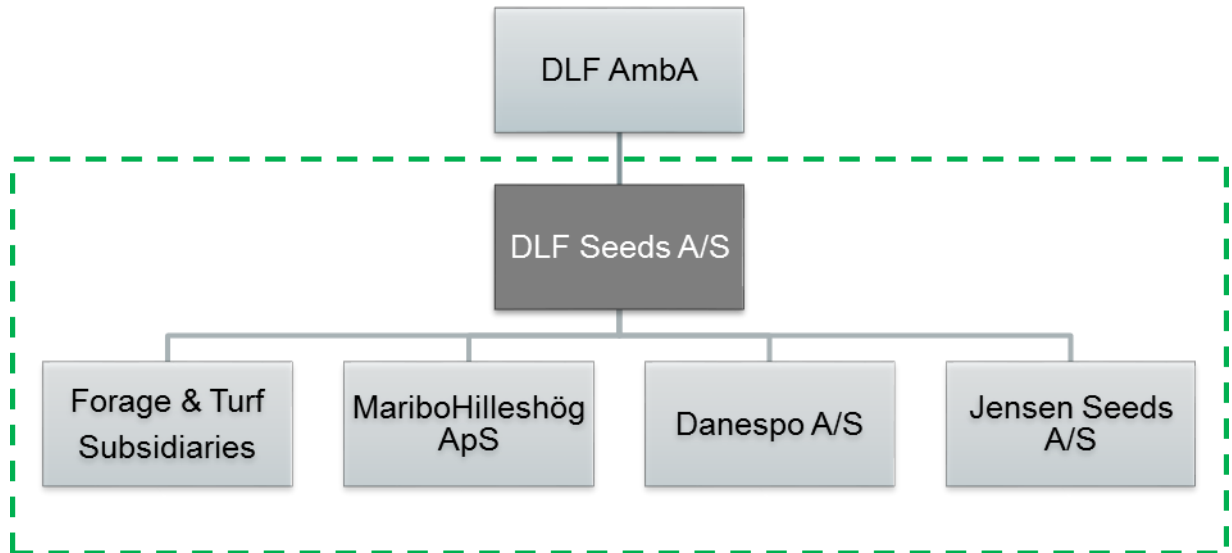 DLF AmbA
DLF Seeds A/S
Forage & Turf
Subsidiaries
MariboHilleshög
ApS
Danespo A/S
Jensen Seeds
A/S